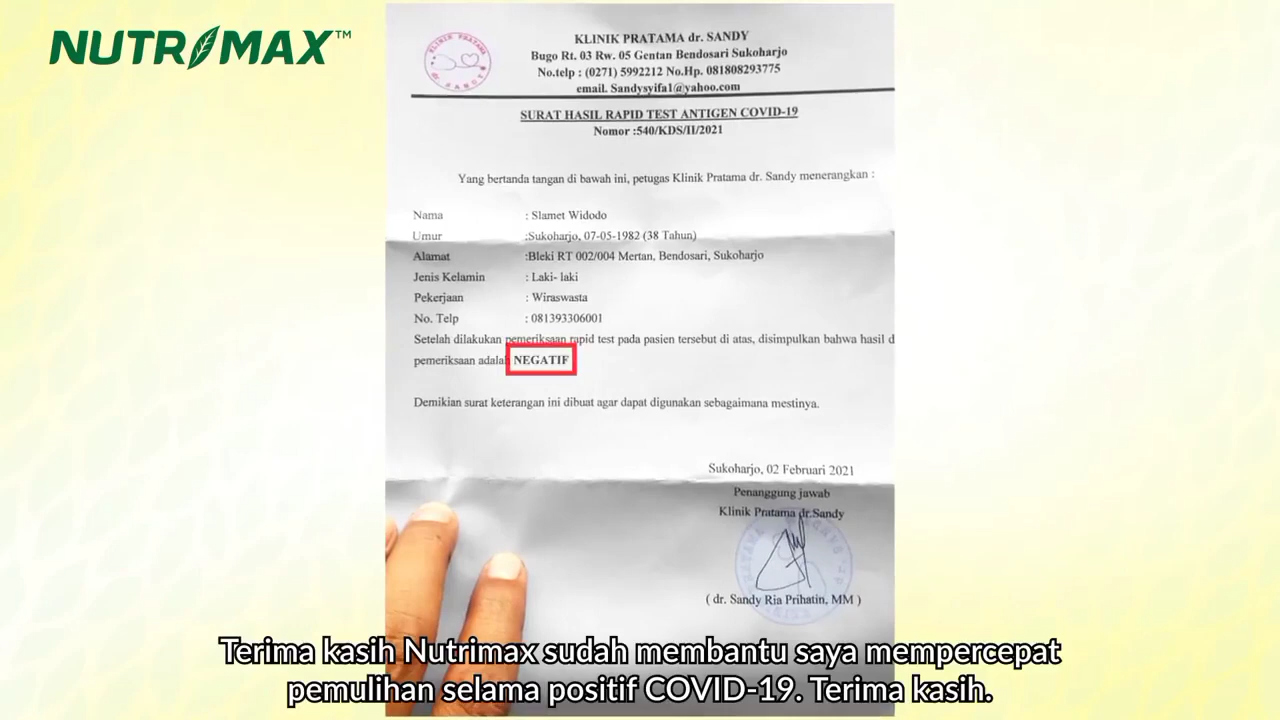 NUTRIMAX™
KLINIK PRATAMA dr. SANDY
Bugo Rt. 03 Rw. 05 Gentan Bendosari Sukoharjo
No.telp : (0271) 5992212 No.Hp. 081808293775
email. Sandysyifa1@yahoo.com
SURAT HASIL RAPID TEST ANTIGEN COVID-19
Nomor :540/KDS/II/2021
Yang bertanda tangan di bawah ini, petugas Klinik Pratama dr. Sandy menerangkan :
Nama : Slamet Widodo
Umur :Sukoharjo, 07-05-1982 (38 Tahun)
Alamat :Bleki RT 002/004 Mertan, Bendosari, Sukoharjo
Jenis Kelamin : Laki- laki
Pekerjaan : Wiraswasta
No. Telp : 081393306001
Setelah dilakukan pemeriksaan rapid test pada pasien tersebut di atas, disimpulkan bahwa hasil d
pemeriksaan adalah NEGATIF
Demikian surat keterangan ini dibuat agar dapat digunakan sebagaimana mestinya.
Sukoharjo, 02 Februari 2021
Penanggung jawab
Klinik Pratama dr.Sandy
( dr. Sandy Ria Prihatin, MM )
Terima kasih Nutrimax sudah membantu saya mempercepat
pemulihan selama positif COVID-19. Terima kasih.